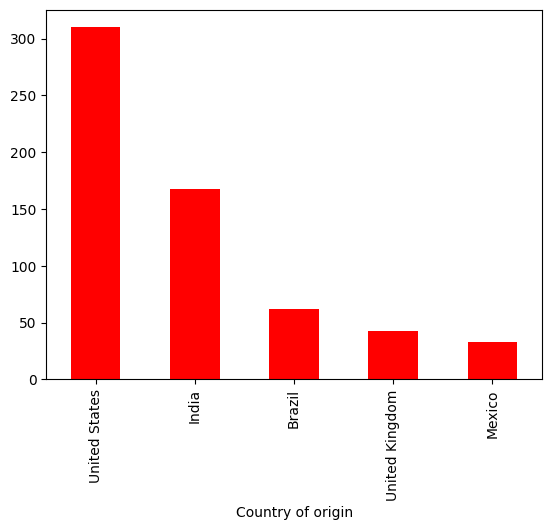 300
250
200
150
100
50
0
United States
India
Brazil
United Kingdom
Mexico
Country of origin